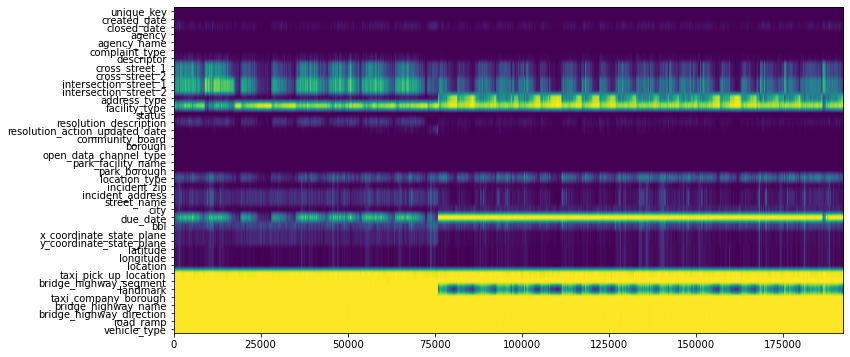 unique_key
created_date
closed_date
agency
agency_name
complaint_type
descriptor
cross_street_1
cross_street_2
intersection_street_1
intersection_street_2
address_type
facility_type
status
resolution_description
resolution_action_updated_date
community_board
borough
open_data_channel_type
park_facility_name
park_borough
location_type
incident_zip
incident_address
street_name
city
due_date
bbl
x_coordinate_state_plane
y_coordinate_state_plane
latitude
longitude
location
taxi_pick_up_location
bridge_highway_segment
landmark
taxi_company_borough
bridge_highway_name
bridge_highway_direction
road_ramp
vehicle_type
0 25000 50000 75000 100000 125000 150000 175000